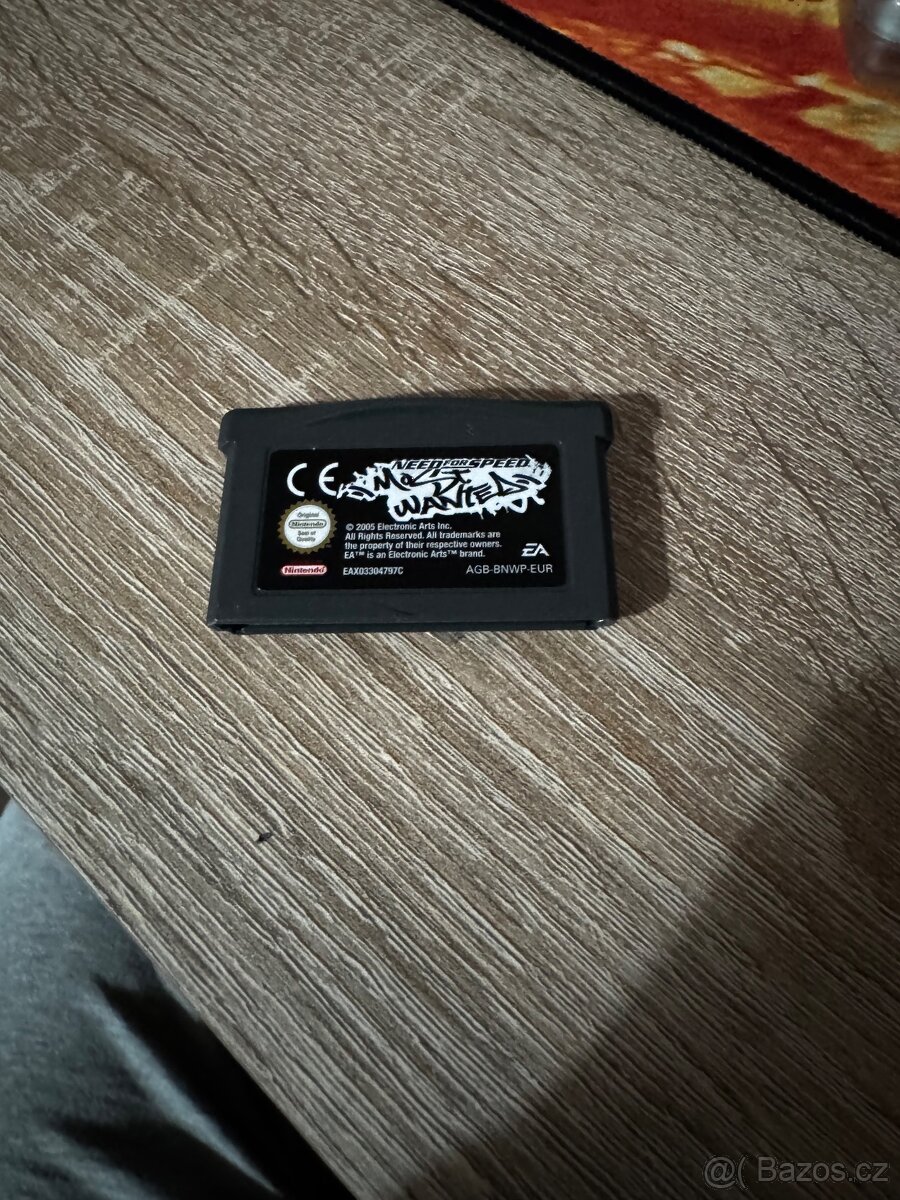 CE
NEED FOR SPEED
MOST
WANTED
Original
Nintendo
Seal of
Quality
© 2005 Electronic Arts Inc.
All Rights Reserved. All trademarks are
the property of their respective owners.
EA™ is an Electronic Arts™ brand.
EA
Nintendo
EAX03304797C
AGB-BNWP-EUR
@( Bazos.cz